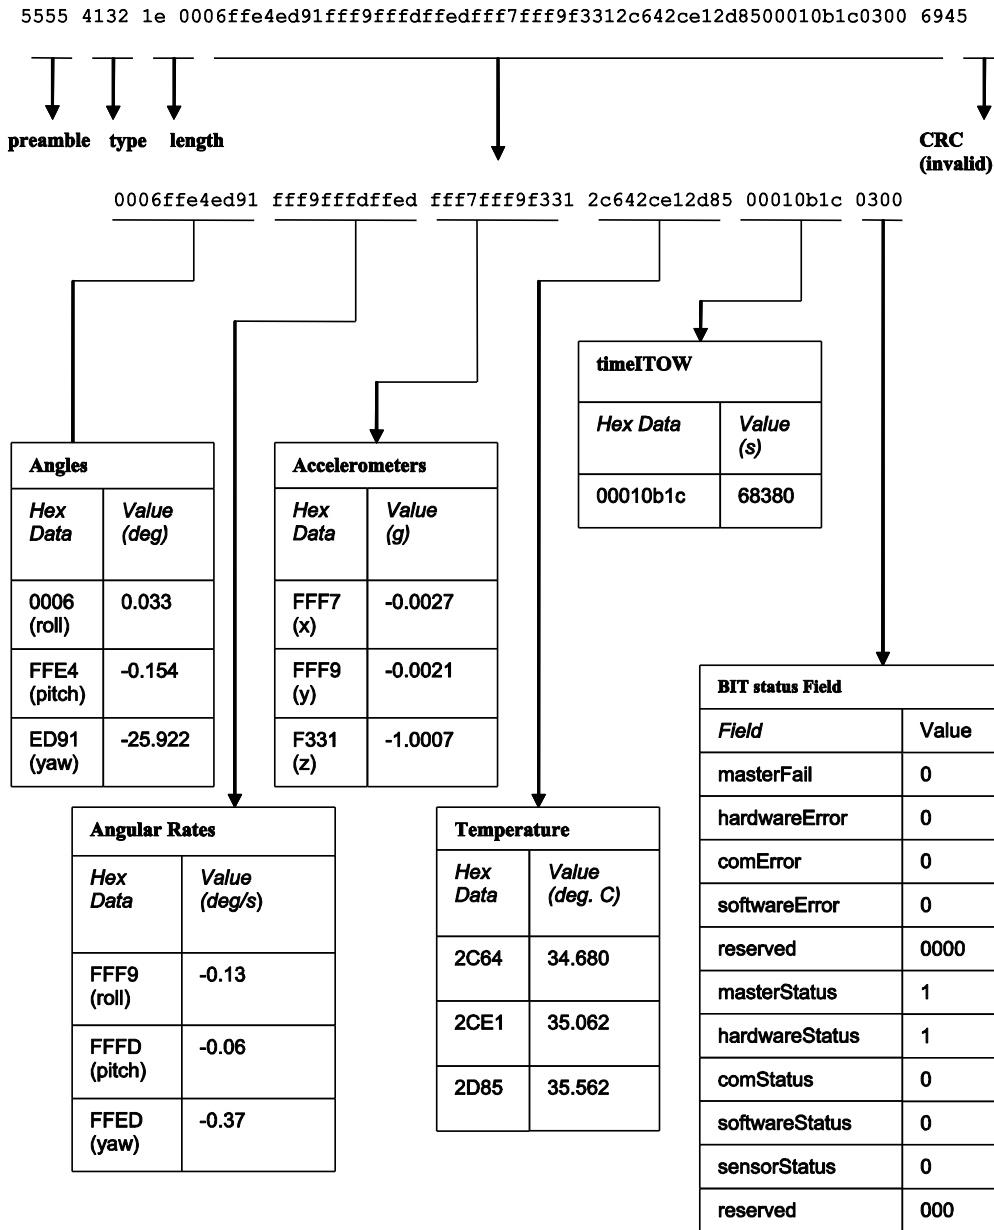 5555 4132 1e 0006ffe4ed91fff9fffdffedfff7fff9f3312c642ce12d8500010b1c0300 6945
preamble type length
CRC
(invalid)
0006ffe4ed91 fff9fffdffed fff7fff9f331 2c642ce12d85 00010b1c 0300
timeITOW
Hex Data Value
(s)
00010b1c 68380
Angles
Hex
Data Value
(deg)
0006
(roll) 0.033
FFE4
(pitch) -0.154
ED91
(yaw) -25.922
Accelerometers
Hex
Data Value
(g)
FFF7
(x) -0.0027
FFF9
(y) -0.0021
F331
(z) -1.0007
Angular Rates
Hex
Data Value
(deg/s)
FFF9
(roll) -0.13
FFFD
(pitch) -0.06
FFED
(yaw) -0.37
Temperature
Hex
Data Value
(deg. C)
2C64 34.680
2CE1 35.062
2D85 35.562
BIT status Field
Field Value
masterFail 0
hardwareError 0
comError 0
softwareError 0
reserved 0000
masterStatus 1
hardwareStatus 1
comStatus 0
softwareStatus 0
sensorStatus 0
reserved 000